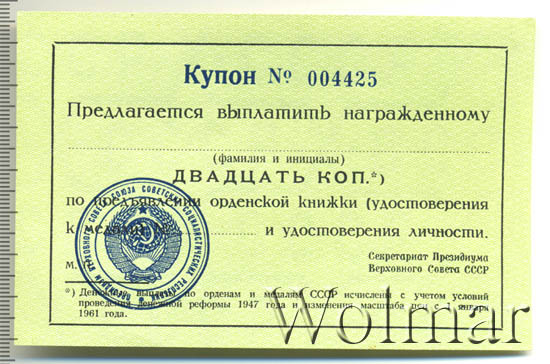 Купон № 004425
Предлагается выплатить награжденному
(фамилия и инициалы)
ДВАДЦАТЬ КОП.*)
по предъявлении орденской книжки (удостоверения
к медали) № и удостоверения личности.
Секретариат Президиума
Верховного Совета СССР
м.
*) Денежные выплаты по орденам и медалям СССР исчислены с учетом условий
проведения денежной реформы 1947 года и изменения масштаба цен с 1 января
1961 года.
Wolmar